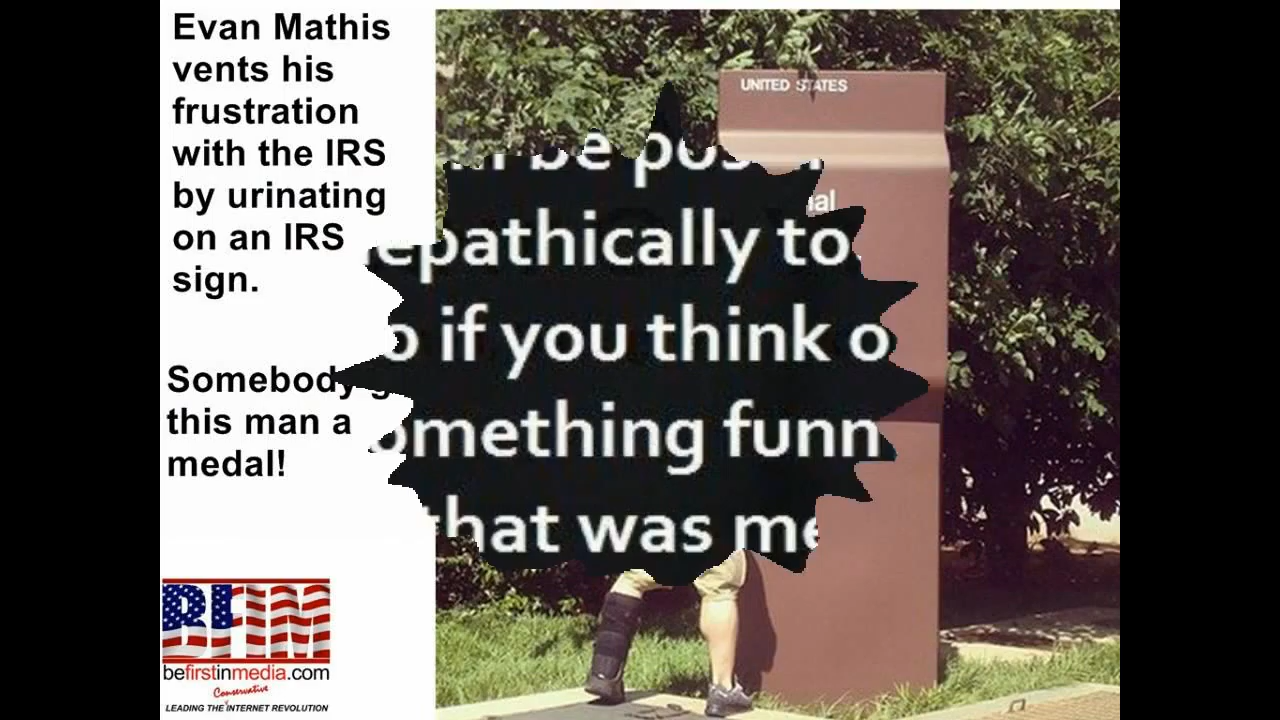 Evan Mathis
vents his
frustration
with the IRS
by urinating
on an IRS
sign.
Somebody
this man a
medal!
UNITED STATES
be
epathically to
if you think
omething funn
that was me
BFIM
befirstinmedia.com
Conservative
LEADING THE INTERNET REVOLUTION